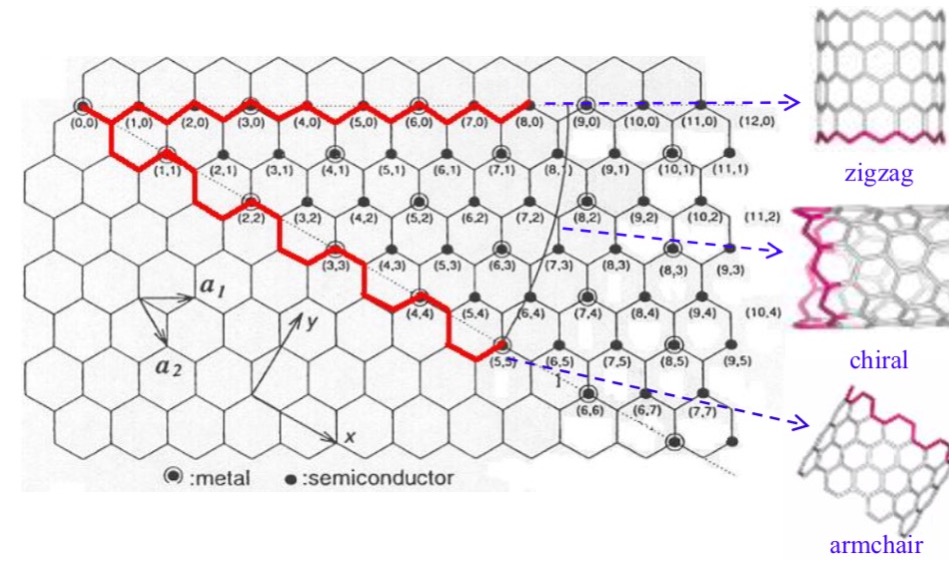 (0,0) (1,0) (2,0) (3,0) (4,0) (5,0) (6,0) (7,0) (8,0) (9,0) (10,0) (11,0) (12,0)
(1,1) (2,1) (3,1) (4,1) (5,1) (6,1) (7,1) (8,1) (9,1) (10,1) (11,1)
zigzag
(2,2) (3,2) (4,2) (5,2) (6,2) (7,2) (8,2) (9,2) (10,2) (11,2)
(3,3) (4,3) (5,3) (6,3) (7,3) (8,3) (8,3) (9,3)
a1
(4,4) (5,4) (6,4) (7,4) (8,4) (9,4) (10,4)
y
a2
(5,5) (6,5) (7,5) (8,5) (9,5)
chiral
(6,6) (6,7) (7,7)
x
:metal :semiconductor
armchair